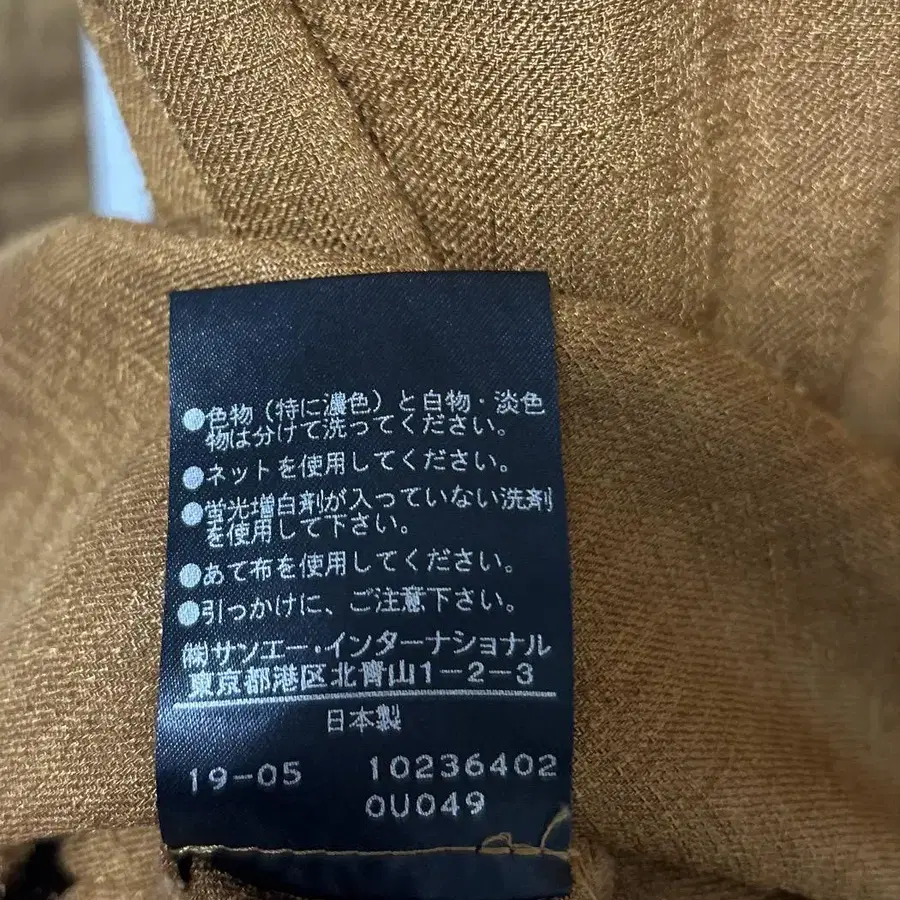 ●色物(特に濃色)と白物・淡色
物は分けて洗ってください。
●ネットを使用してください。
●蛍光増白剤が入っていない洗剤
を使用して下さい。
●あて布を使用してください。
●引っかけに、ご注意下さい。
㈱サンエー・インターナショナル
東京都港区北青山1-2-3
日本製
19-05 10236402
0U049